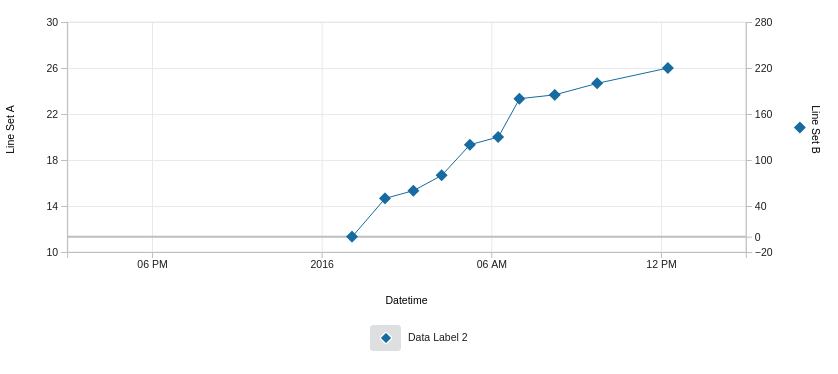 30
26
22
18
14
10
Line Set A
280
220
160
100
40
0
−20
Line Set B
06 PM
2016
06 AM
12 PM
Datetime
Data Label 2